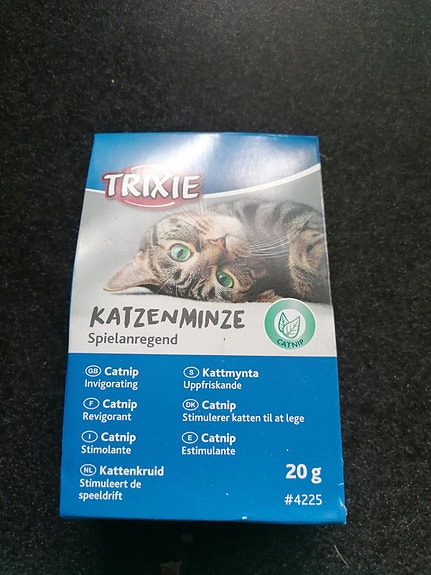 TRIXIE
KATZENMINZE
Spielanregend
CATNIP
GB Catnip
Invigorating
F Catnip
Revigorant
I Catnip
Stimolante
NL Kattenkruid
Stimuleert de
speeldrift
S Kattmynta
Uppfriskande
DK Catnip
Stimulerer katten til at lege
E Catnip
Estimulante
20 g
#4225